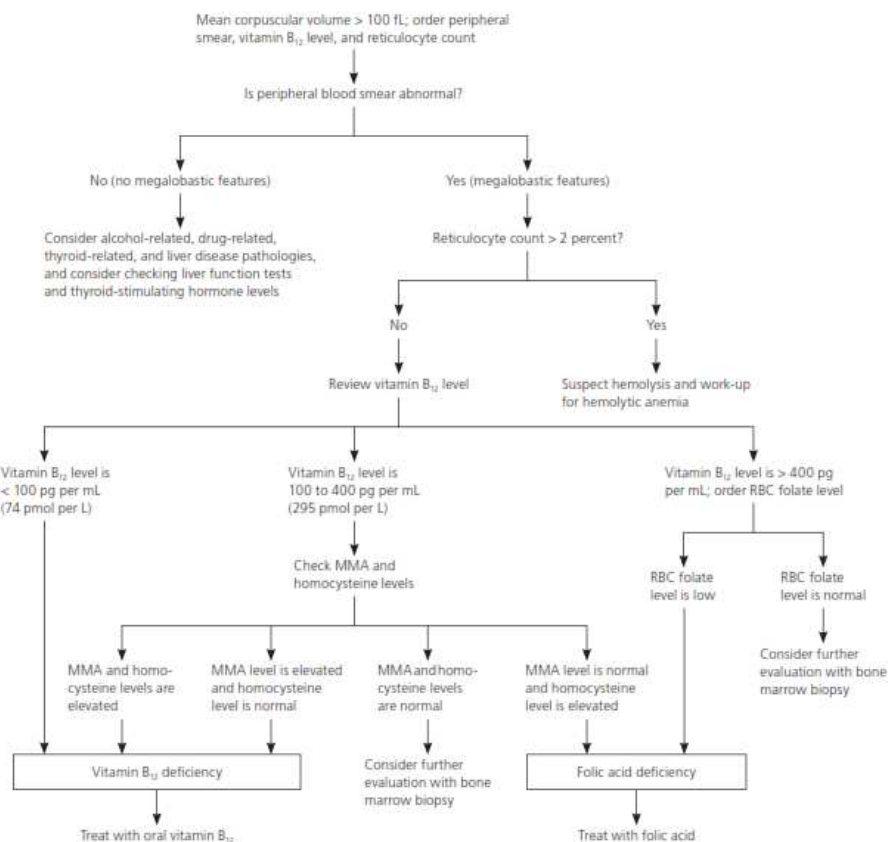 Mean corpuscular volume > 100 fL; order peripheral
smear, vitamin B₁₂ level, and reticulocyte count
Is peripheral blood smear abnormal?
No (no megalobastic features)
Yes (megalobastic features)
Consider alcohol-related, drug-related,
thyroid-related, and liver disease pathologies,
and consider checking liver function tests
and thyroid-stimulating hormone levels
Reticulocyte count > 2 percent?
No
Yes
Review vitamin B₁₂ level
Suspect hemolysis and work-up
for hemolytic anemia
Vitamin B₁₂ level is
< 100 pg per mL
(74 pmol per L)
Vitamin B₁₂ level is
100 to 400 pg per mL
(295 pmol per L)
Vitamin B₁₂ level is > 400 pg
per mL; order RBC folate level
Check MMA and
homocysteine levels
RBC folate
level is low
RBC folate
level is normal
Consider further
evaluation with bone
marrow biopsy
MMA and homo-
cysteine levels are
elevated
MMA level is elevated
and homocysteine
level is normal
MMA and homo-
cysteine levels
are normal
MMA level is normal
and homocysteine
level is elevated
Vitamin B₁₂ deficiency
Consider further
evaluation with bone
marrow biopsy
Folic acid deficiency
Treat with oral vitamin B₁₂
Treat with folic acid